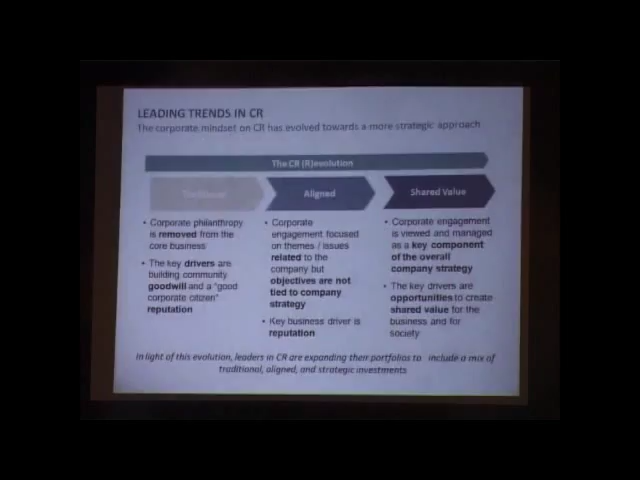 LEADING TRENDS IN CR
The corporate mindset on CR has evolved towards a more strategic approach
The CR (R)evolution
Traditional
Aligned
Shared Value
• Corporate philanthropy
is removed from the
core business
• The key drivers are
building community
goodwill and a "good
corporate citizen"
reputation
• Corporate
engagement focused
on themes / issues
related to the
company but
objectives are not
tied to company
strategy
• Key business driver is
reputation
• Corporate engagement
is viewed and managed
as a key component
of the overall
company strategy
• The key drivers are
opportunities to create
shared value for the
business and for
society
In light of this evolution, leaders in CR are expanding their portfolios to include a mix of
traditional, aligned, and strategic investments